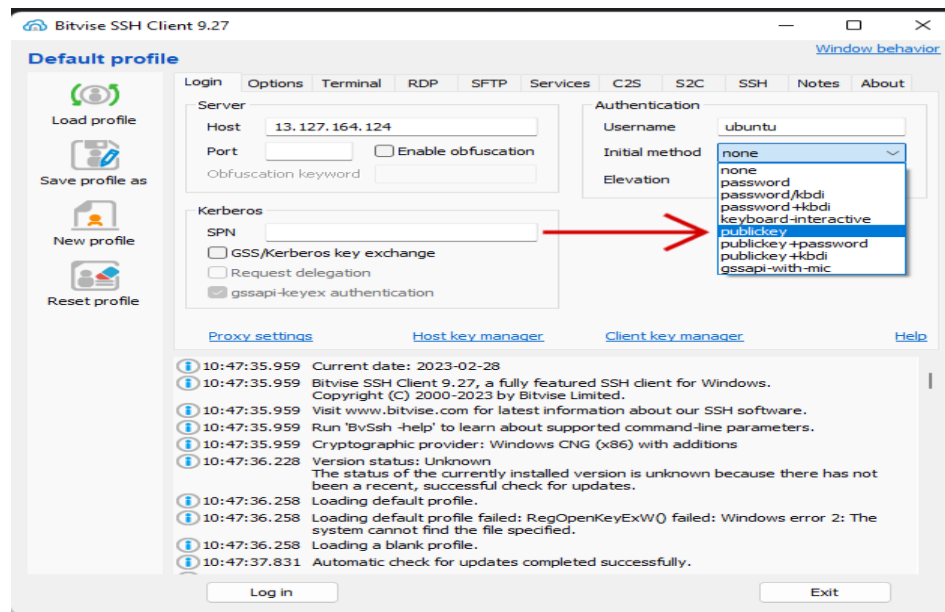 Bitvise SSH Client 9.27
Default profile
Window behavior
Load profile
Save profile as
New profile
Reset profile
Login Options Terminal RDP SFTP Services C2S S2C SSH Notes About
Server
Host 13.127.164.124
Port Enable obfuscation
Obfuscation keyword
Kerberos
SPN
GSS/Kerberos key exchange
Request delegation
gssapi-keyex authentication
Authentication
Username ubuntu
Initial method none
Elevation
none
password
password/kbdi
password+kbdi
keyboard-interactive
publickey
publickey+password
publickey+kbdi
gssapi-with-mic
Proxy settings Host key manager Client key manager Help
10:47:35.959 Current date: 2023-02-28
10:47:35.959 Bitvise SSH Client 9.27, a fully featured SSH client for Windows.
Copyright (C) 2000-2023 by Bitvise Limited.
10:47:35.959 Visit www.bitvise.com for latest information about our SSH software.
10:47:35.959 Run 'BvSsh -help' to learn about supported command-line parameters.
10:47:35.959 Cryptographic provider: Windows CNG (x86) with additions
10:47:36.228 Version status: Unknown
The status of the currently installed version is unknown because there has not
been a recent, successful check for updates.
10:47:36.258 Loading default profile.
10:47:36.258 Loading default profile failed: RegOpenKeyExW() failed: Windows error 2: The
system cannot find the file specified.
10:47:36.258 Loading a blank profile.
10:47:37.831 Automatic check for updates completed successfully.
Log in Exit